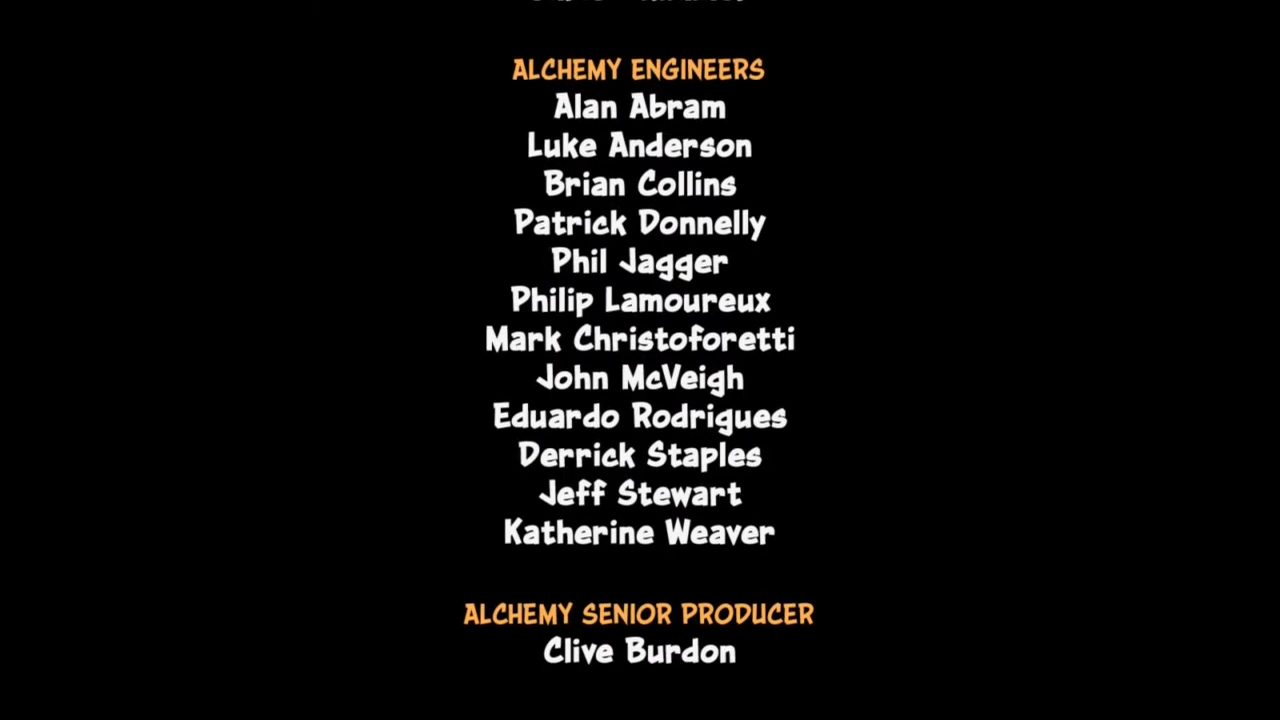 ALCHEMY ENGINEERS
Alan Abram
Luke Anderson
Brian Collins
Patrick Donnelly
Phil Jagger
Philip Lamoureux
Mark Christoforetti
John McVeigh
Eduardo Rodrigues
Derrick Staples
Jeff Stewart
Katherine Weaver
ALCHEMY SENIOR PRODUCER
Clive Burdon